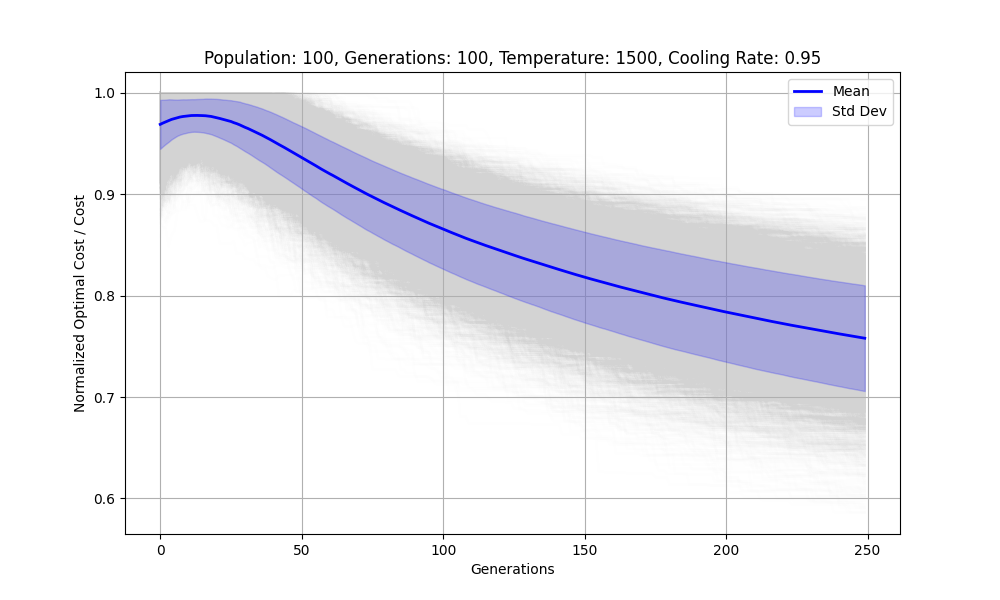 Population: 100, Generations: 100, Temperature: 1500, Cooling Rate: 0.95
Mean
Std Dev
1.0
0.9
0.8
0.7
0.6
Normalized Optimal Cost / Cost
0 50 100 150 200 250
Generations